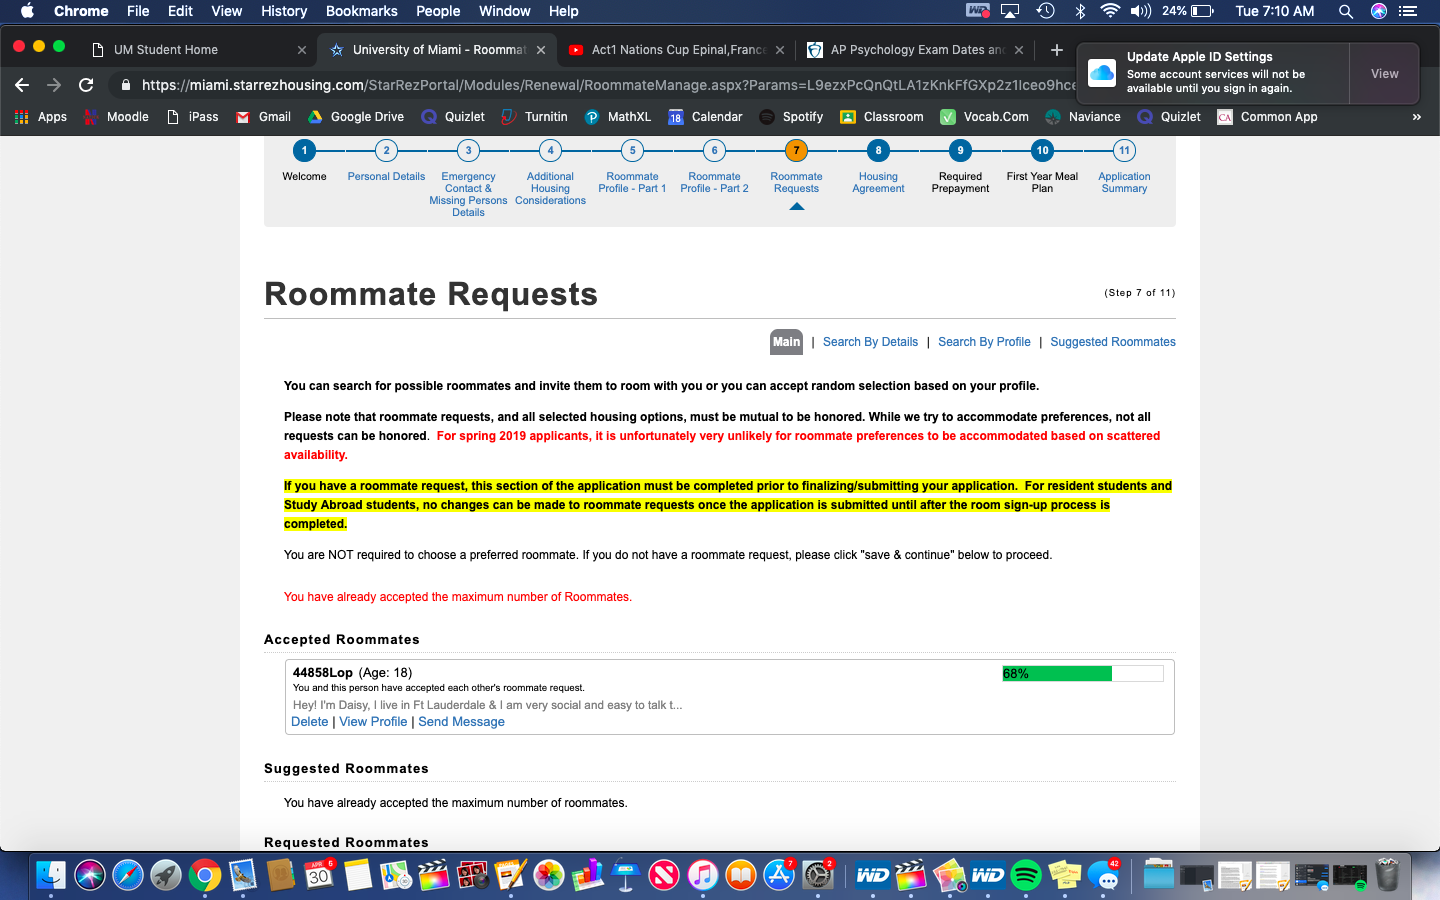 Chrome File Edit View History Bookmarks People Window Help 24% Tue 7:10 AM
UM Student Home
University of Miami - Roommat
Act1 Nations Cup Epinal,France
AP Psychology Exam Dates and
Update Apple ID Settings
Some account services will not be
available until you sign in again.
View
https://miami.starrezhousing.com/StarRezPortal/Modules/Renewal/RoommateManage.aspx?Params=
Apps Moodle iPass Gmail Google Drive Quizlet Turnitin MathXL Calendar Spotify Classroom Vocab.Com Naviance Quizlet Common App »
1 2 3 4 5 6 7 8 9 10 11
Welcome
Personal Details
Emergency
Contact &
Missing Persons
Details
Additional
Housing
Considerations
Roommate
Profile - Part 1
Roommate
Profile - Part 2
Roommate
Requests
Housing
Agreement
Required
Prepayment
First Year Meal
Plan
Application
Summary
Roommate Requests
(Step 7 of 11)
Main | Search By Details | Search By Profile | Suggested Roommates
You can search for possible roommates and invite them to room with you or you can accept random selection based on your profile.
Please note that roommate requests, and all selected housing options, must be mutual to be honored. While we try to accommodate preferences, not all
requests can be honored. For spring 2019 applicants, it is unfortunately very unlikely for roommate preferences to be accommodated based on scattered
availability.
If you have a roommate request, this section of the application must be completed prior to finalizing/submitting your application. For resident students and
Study Abroad students, no changes can be made to roommate requests once the application is submitted until after the room sign-up process is
completed.
You are NOT required to choose a preferred roommate. If you do not have a roommate request, please click "save & continue" below to proceed.
You have already accepted the maximum number of Roommates.
Accepted Roommates
44858Lop (Age: 18)
68%
You and this person have accepted each other's roommate request.
Hey! I'm Daisy, I live in Ft Lauderdale & I am very social and easy to talk t...
Delete | View Profile | Send Message
Suggested Roommates
You have already accepted the maximum number of roommates.
Requested Roommates
APR 6 30 7 2 WD WD 42